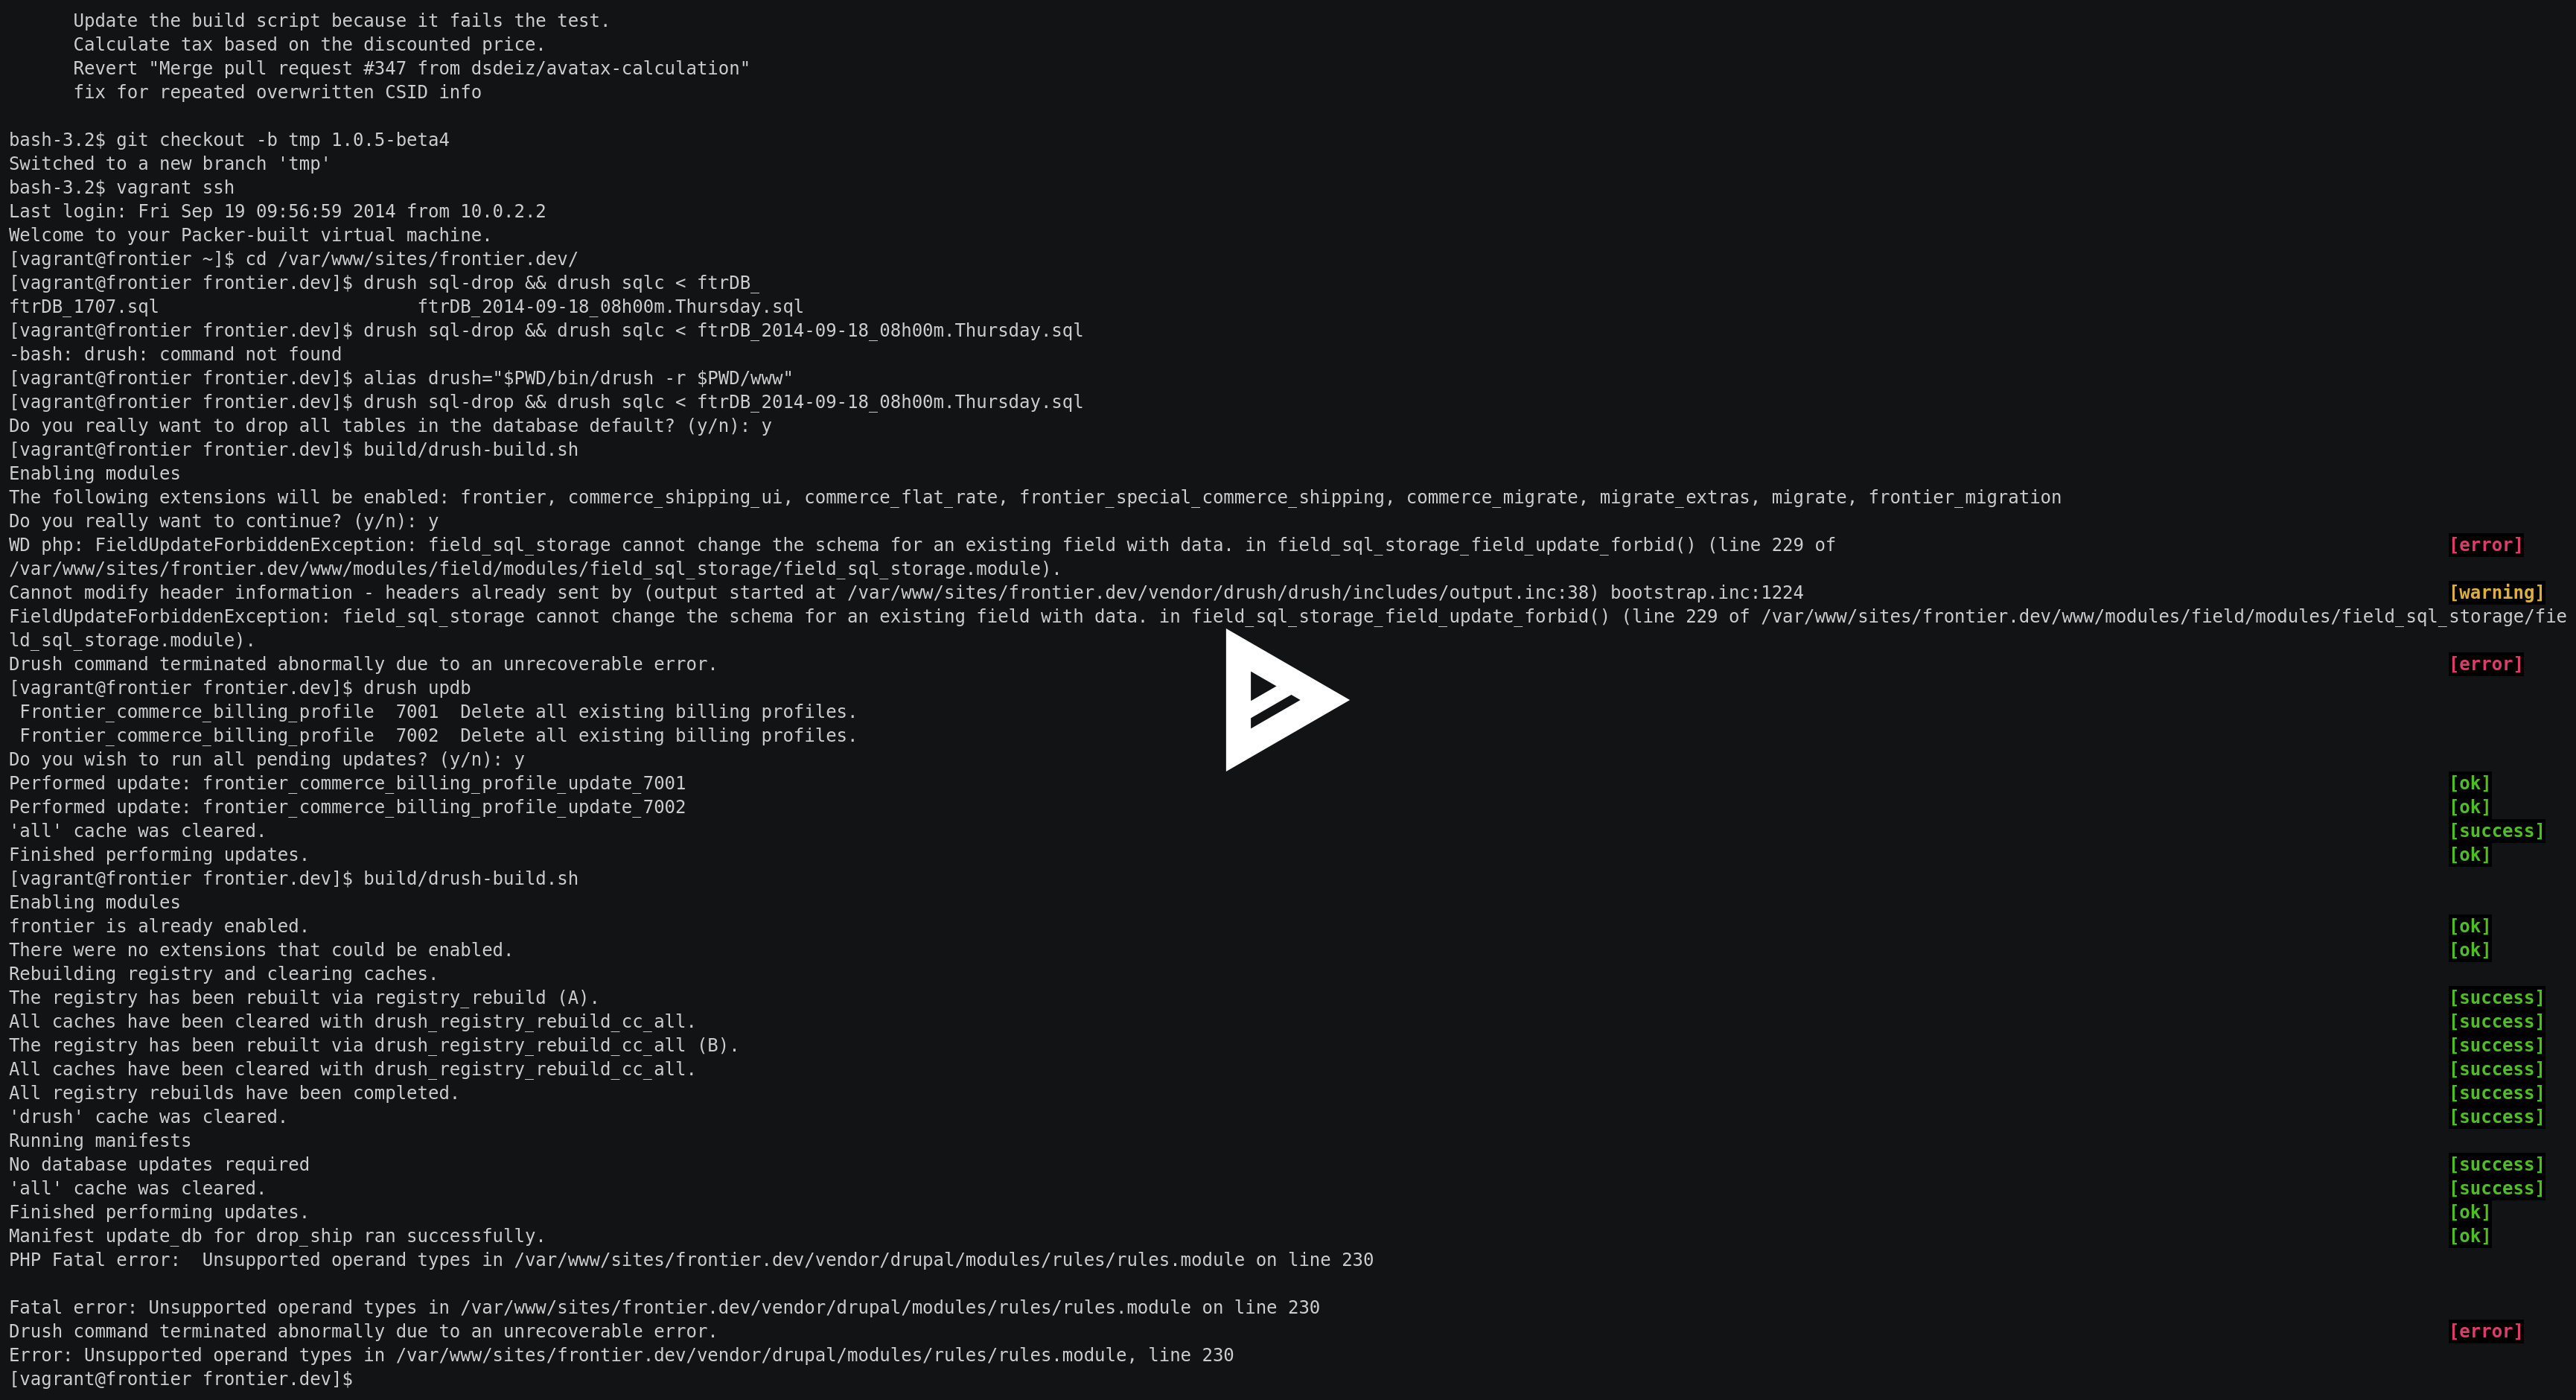 Update the build script because it fails the test.
Calculate tax based on the discounted price.
Revert "Merge pull request #347 from dsdeiz/avatax-calculation"
fix for repeated overwritten CSID info
bash-3.2$ git checkout -b tmp 1.0.5-beta4
Switched to a new branch 'tmp'
bash-3.2$ vagrant ssh
Last login: Fri Sep 19 09:56:59 2014 from 10.0.2.2
Welcome to your Packer-built virtual machine.
[vagrant@frontier ~]$ cd /var/www/sites/frontier.dev/
[vagrant@frontier frontier.dev]$ drush sql-drop && drush sqlc < ftrDB_
ftrDB_1707.sql                        ftrDB_2014-09-18_08h00m.Thursday.sql
[vagrant@frontier frontier.dev]$ drush sql-drop && drush sqlc < ftrDB_2014-09-18_08h00m.Thursday.sql
-bash: drush: command not found
[vagrant@frontier frontier.dev]$ alias drush="$PWD/bin/drush -r $PWD/www"
[vagrant@frontier frontier.dev]$ drush sql-drop && drush sqlc < ftrDB_2014-09-18_08h00m.Thursday.sql
Do you really want to drop all tables in the database default? (y/n): y
[vagrant@frontier frontier.dev]$ build/drush-build.sh
Enabling modules
The following extensions will be enabled: frontier, commerce_shipping_ui, commerce_flat_rate, frontier_special_commerce_shipping, commerce_migrate, migrate_extras, migrate, frontier_migration
Do you really want to continue? (y/n): y
WD php: FieldUpdateForbiddenException: field_sql_storage cannot change the schema for an existing field with data. in field_sql_storage_field_update_forbid() (line 229 of [error]
/var/www/sites/frontier.dev/www/modules/field/modules/field_sql_storage/field_sql_storage.module).
Cannot modify header information - headers already sent by (output started at /var/www/sites/frontier.dev/vendor/drush/drush/includes/output.inc:38) bootstrap.inc:1224 [warning]
FieldUpdateForbiddenException: field_sql_storage cannot change the schema for an existing field with data. in field_sql_storage_field_update_forbid() (line 229 of /var/www/sites/frontier.dev/www/modules/field/modules/field_sql_storage/fie
ld_sql_storage.module).
Drush command terminated abnormally due to an unrecoverable error. [error]
[vagrant@frontier frontier.dev]$ drush updb
Frontier_commerce_billing_profile  7001  Delete all existing billing profiles.
Frontier_commerce_billing_profile  7002  Delete all existing billing profiles.
Do you wish to run all pending updates? (y/n): y
Performed update: frontier_commerce_billing_profile_update_7001 [ok]
Performed update: frontier_commerce_billing_profile_update_7002 [ok]
'all' cache was cleared. [success]
Finished performing updates. [ok]
[vagrant@frontier frontier.dev]$ build/drush-build.sh
Enabling modules
frontier is already enabled. [ok]
There were no extensions that could be enabled. [ok]
Rebuilding registry and clearing caches.
The registry has been rebuilt via registry_rebuild (A). [success]
All caches have been cleared with drush_registry_rebuild_cc_all. [success]
The registry has been rebuilt via drush_registry_rebuild_cc_all (B). [success]
All caches have been cleared with drush_registry_rebuild_cc_all. [success]
All registry rebuilds have been completed. [success]
'drush' cache was cleared. [success]
Running manifests
No database updates required [success]
'all' cache was cleared. [success]
Finished performing updates. [ok]
Manifest update_db for drop_ship ran successfully. [ok]
PHP Fatal error:  Unsupported operand types in /var/www/sites/frontier.dev/vendor/drupal/modules/rules/rules.module on line 230
Fatal error: Unsupported operand types in /var/www/sites/frontier.dev/vendor/drupal/modules/rules/rules.module on line 230
Drush command terminated abnormally due to an unrecoverable error. [error]
Error: Unsupported operand types in /var/www/sites/frontier.dev/vendor/drupal/modules/rules/rules.module, line 230
[vagrant@frontier frontier.dev]$